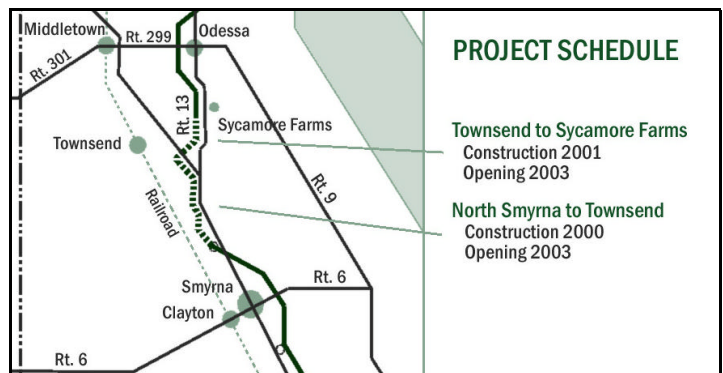 Middletown
Rt. 299
Odessa
Rt. 301
Rt. 13
Sycamore Farms
Townsend
Rt. 9
Railroad
Smyrna
Rt. 6
Clayton
Rt. 6
PROJECT SCHEDULE
Townsend to Sycamore Farms
Construction 2001
Opening 2003
North Smyrna to Townsend
Construction 2000
Opening 2003